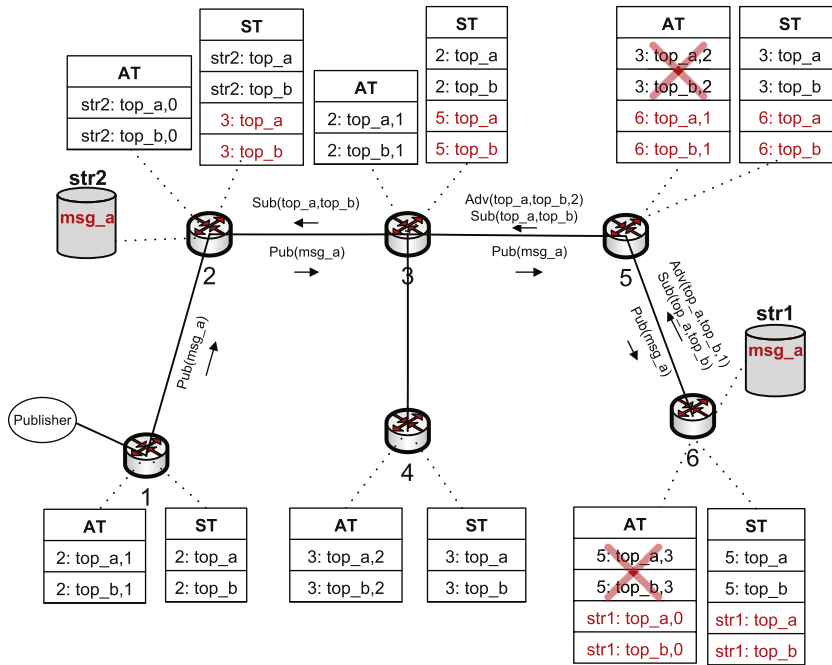 AT
str2: top_a,0
str2: top_b,0
ST
str2: top_a
str2: top_b
3: top_a
3: top_b
AT
2: top_a,1
2: top_b,1
ST
2: top_a
2: top_b
5: top_a
5: top_b
AT
3: top_a,2
3: top_b,2
6: top_a,1
6: top_b,1
ST
3: top_a
3: top_b
6: top_a
6: top_b
str2
msg_a
2
Sub(top_a,top_b)
Pub(msg_a)
3
Adv(top_a,top_b,2)
Sub(top_a,top_b)
Pub(msg_a)
5
Adv(top_a,top_b,1)
Sub(top_a,top_b)
Pub(msg_a)
str1
msg_a
Pub(msg_a)
Publisher
1
4
6
AT
2: top_a,1
2: top_b,1
ST
2: top_a
2: top_b
AT
3: top_a,2
3: top_b,2
ST
3: top_a
3: top_b
AT
5: top_a,3
5: top_b,3
str1: top_a,0
str1: top_b,0
ST
5: top_a
5: top_b
str1: top_a
str1: top_b